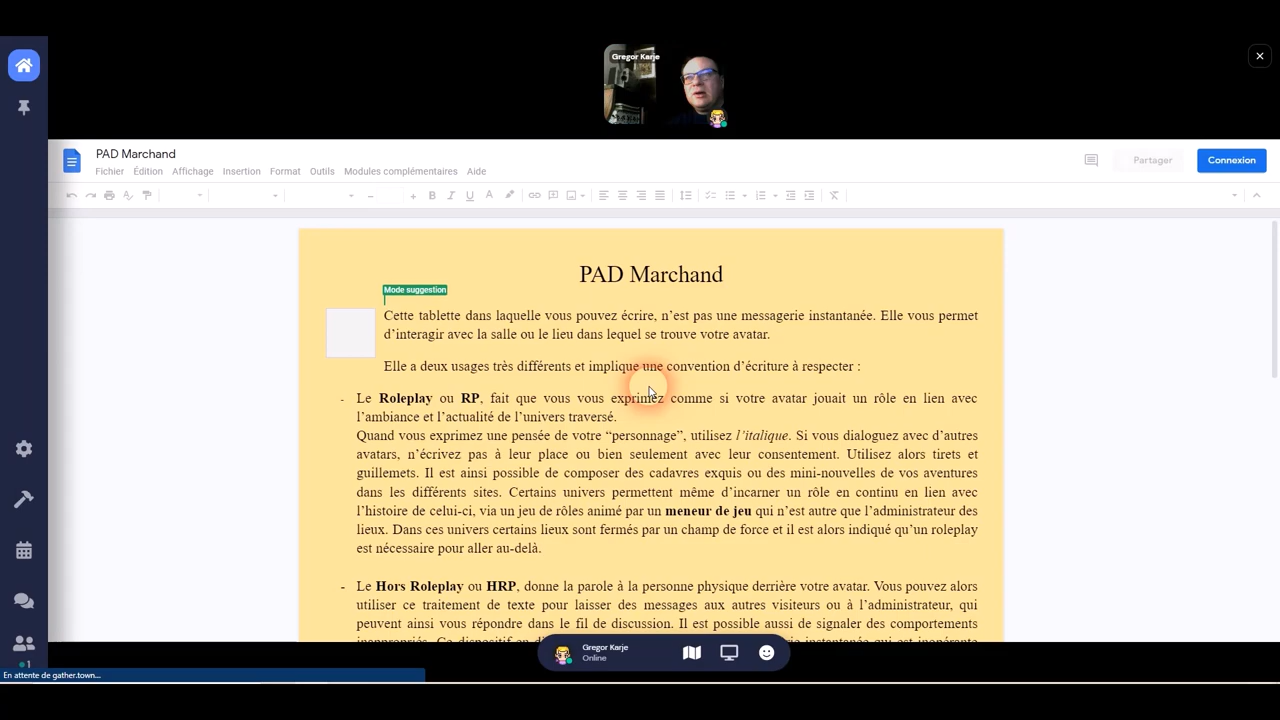 Gregor Karje
PAD Marchand
Fichier Édition Affichage Insertion Format Outils Modules complémentaires Aide
Partager
Connexion
PAD Marchand
Mode suggestion
Cette tablette dans laquelle vous pouvez écrire, n’est pas une messagerie instantanée. Elle vous permet
d’interagir avec la salle ou le lieu dans lequel se trouve votre avatar.
Elle a deux usages très différents et implique une convention d’écriture à respecter :
- Le Roleplay ou RP, fait que vous vous exprimez comme si votre avatar jouait un rôle en lien avec
l’ambiance et l’actualité de l’univers traversé.
Quand vous exprimez une pensée de votre “personnage”, utilisez l’italique. Si vous dialoguez avec d’autres
avatars, n’écrivez pas à leur place ou bien seulement avec leur consentement. Utilisez alors tirets et
guillemets. Il est ainsi possible de composer des cadavres exquis ou des mini-nouvelles de vos aventures
dans les différents sites. Certains univers permettent même d’incarner un rôle en continu en lien avec
l’histoire de celui-ci, via un jeu de rôles animé par un meneur de jeu qui n’est autre que l’administrateur des
lieux. Dans ces univers certains lieux sont fermés par un champ de force et il est alors indiqué qu’un roleplay
est nécessaire pour aller au-delà.
- Le Hors Roleplay ou HRP, donne la parole à la personne physique derrière votre avatar. Vous pouvez alors
utiliser ce traitement de texte pour laisser des messages aux autres visiteurs ou à l’administrateur, qui
peuvent ainsi vous répondre dans le fil de discussion. Il est possible aussi de signaler des comportements
Gregor Karje
Online
1
En attente de gather.town...